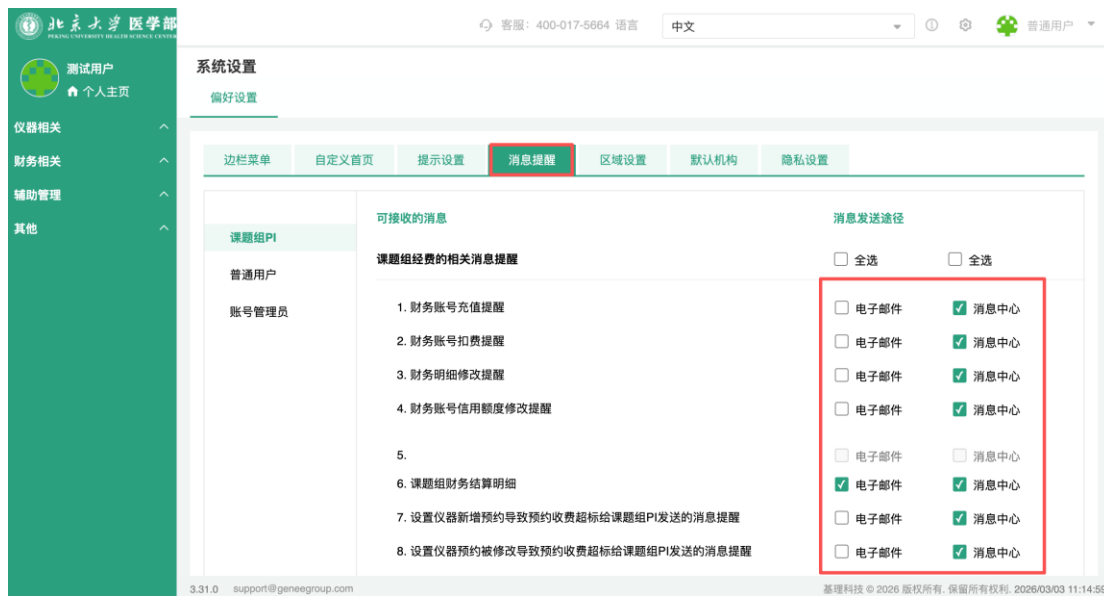 北京大学医学部
PEKING UNIVERSITY HEALTH SCIENCE CENTER
客服：400-017-5664 语言 中文 普通用户
测试用户
个人主页
仪器相关
财务相关
辅助管理
其他
系统设置
偏好设置
边栏菜单 自定义首页 提示设置 消息提醒 区域设置 默认机构 隐私设置
课题组PI
普通用户
账号管理员
可接收的消息 消息发送途径
课题组经费的相关消息提醒 全选 全选
1. 财务账号充值提醒 电子邮件 消息中心
2. 财务账号扣费提醒 电子邮件 消息中心
3. 财务明细修改提醒 电子邮件 消息中心
4. 财务账号信用额度修改提醒 电子邮件 消息中心
5. 电子邮件 消息中心
6. 课题组财务结算明细 电子邮件 消息中心
7. 设置仪器新增预约导致预约收费超标给课题组PI发送的消息提醒 电子邮件 消息中心
8. 设置仪器预约被修改导致预约收费超标给课题组PI发送的消息提醒 电子邮件 消息中心
3.31.0 support@geneegroup.com 基理科技 © 2026 版权所有. 保留所有权利. 2026/03/03 11:14:59